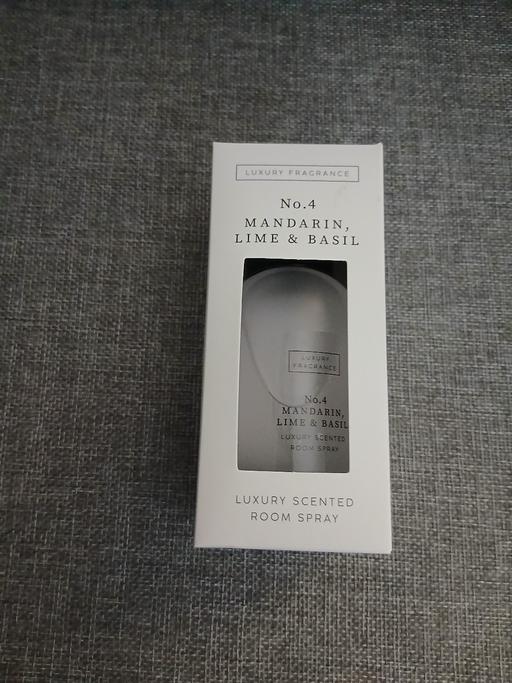 LUXURY FRAGRANCE
No.4
MANDARIN,
LIME & BASIL
LUXURY
FRAGRANCE
No.4
MANDARIN,
LIME & BASIL
LUXURY SCENTED
ROOM SPRAY
LUXURY SCENTED
ROOM SPRAY